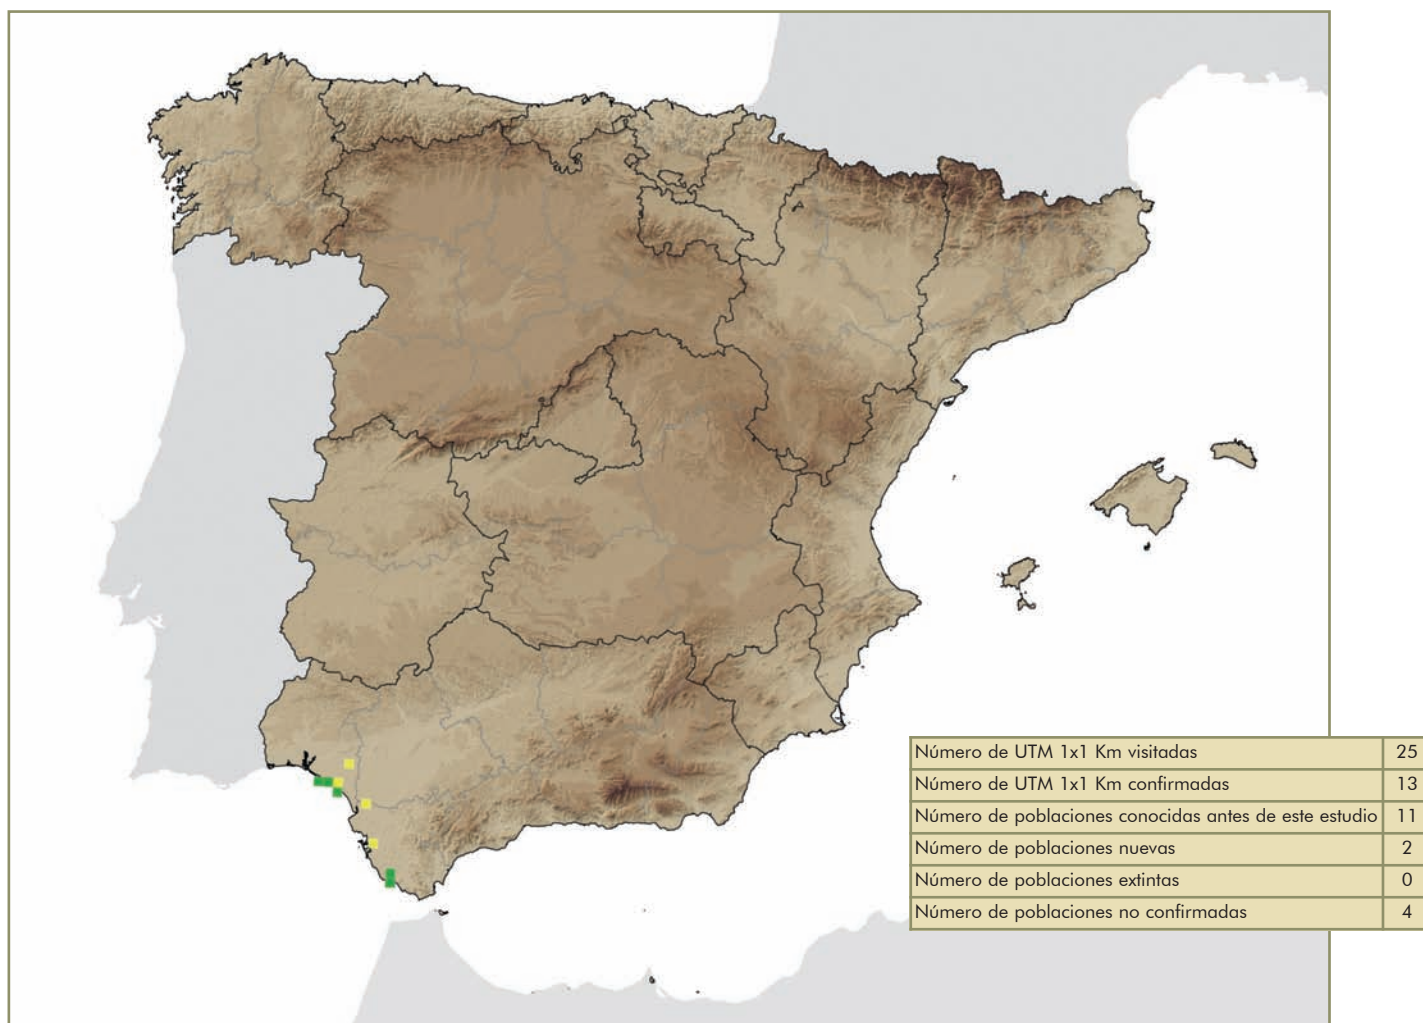 Número de UTM 1x1 Km visitadas 25
Número de UTM 1x1 Km confirmadas 13
Número de poblaciones conocidas antes de este estudio 11
Número de poblaciones nuevas 2
Número de poblaciones extintas 0
Número de poblaciones no confirmadas 4